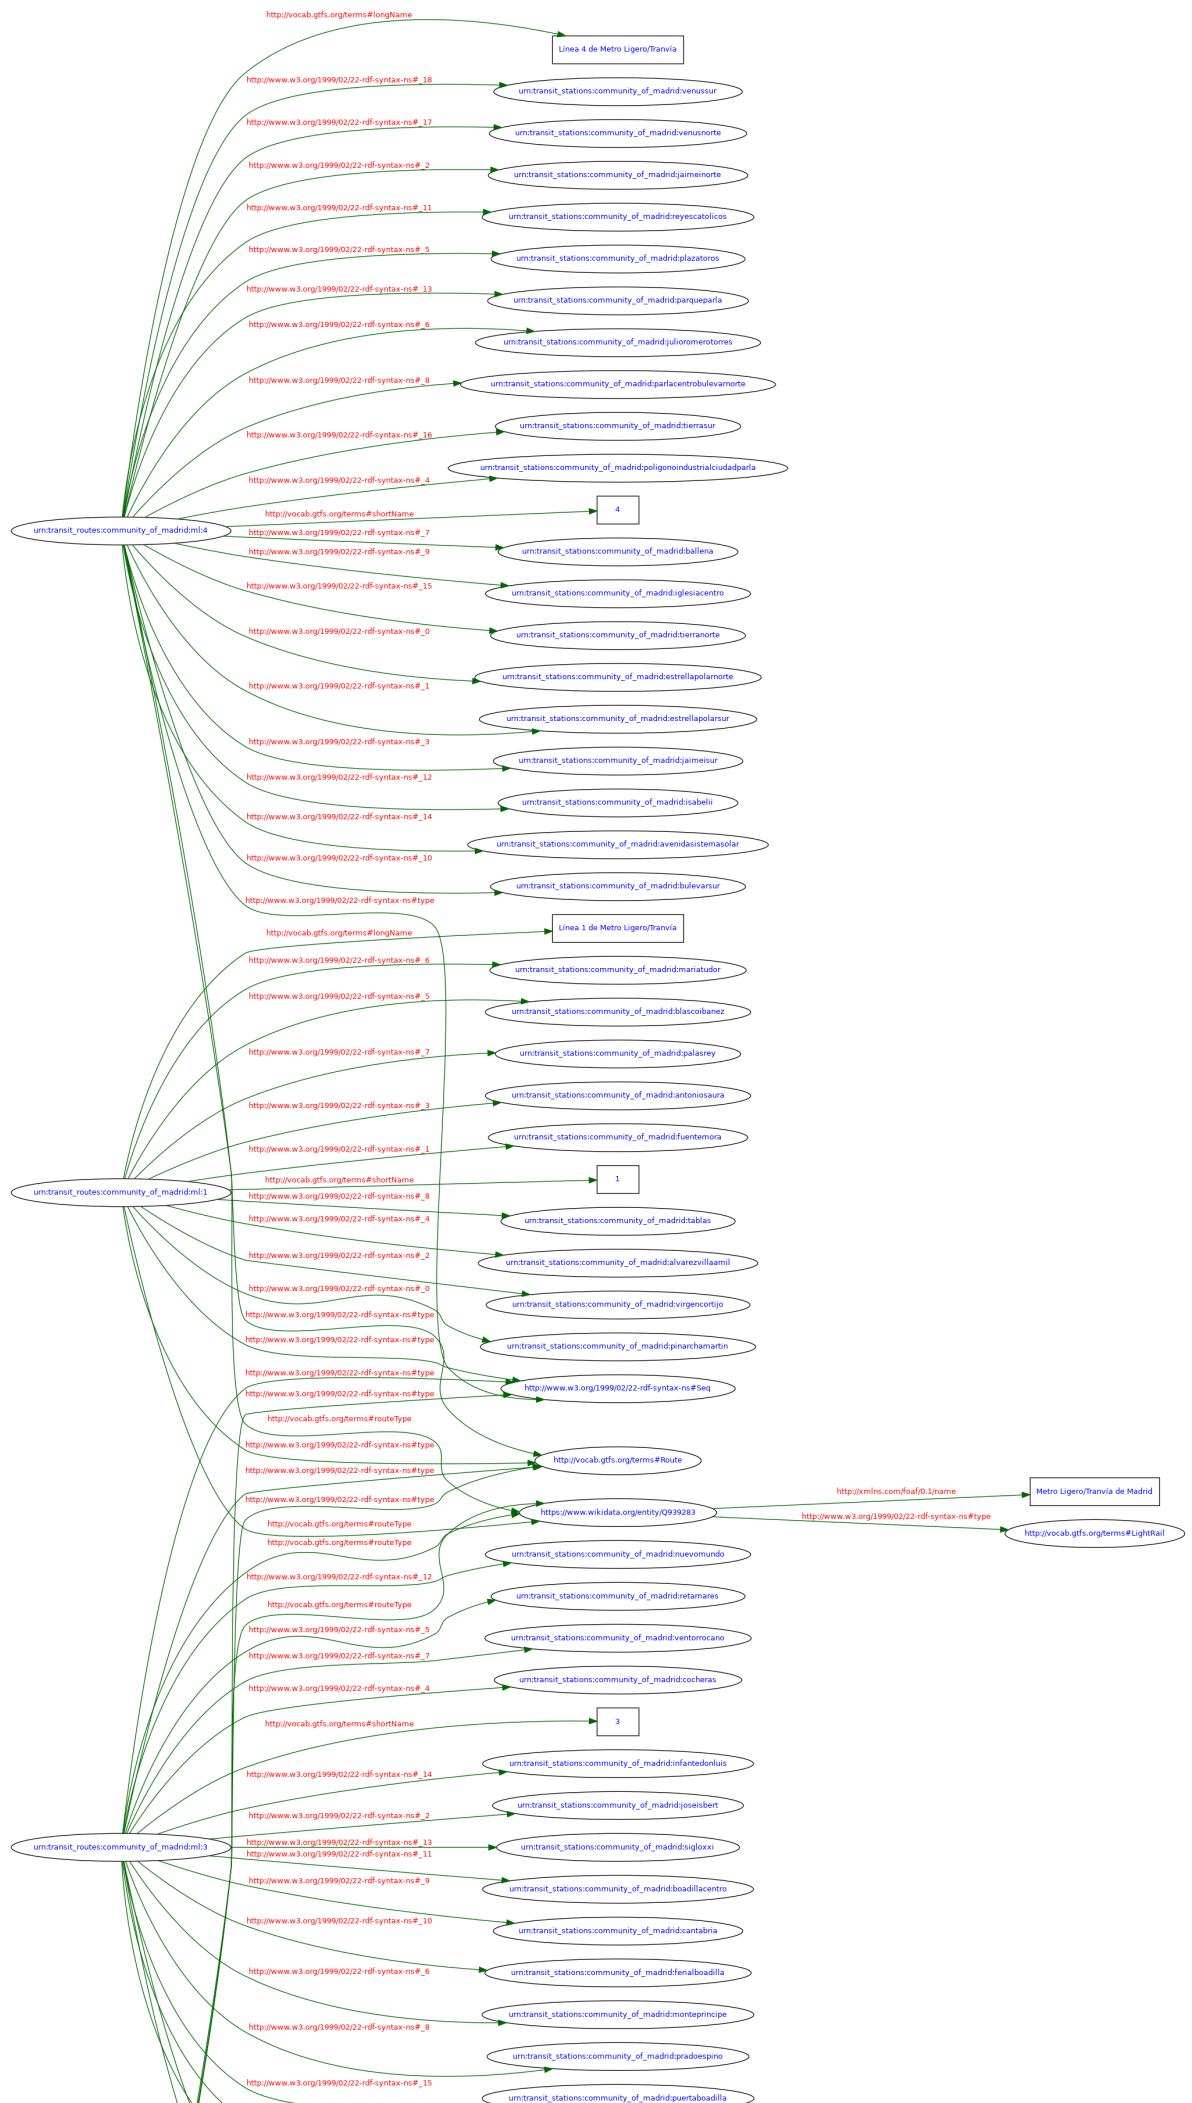 http://vocab.gtfs.org/terms#longName
Línea 4 de Metro Ligero/Tranvía
http://www.w3.org/1999/02/22-rdf-syntax-ns#_18
urn:transit_stations:community_of_madrid:venussur
http://www.w3.org/1999/02/22-rdf-syntax-ns#_17
urn:transit_stations:community_of_madrid:venusnorte
http://www.w3.org/1999/02/22-rdf-syntax-ns#_2
urn:transit_stations:community_of_madrid:jaimeinorte
http://www.w3.org/1999/02/22-rdf-syntax-ns#_11
urn:transit_stations:community_of_madrid:reyescatolicos
http://www.w3.org/1999/02/22-rdf-syntax-ns#_5
urn:transit_stations:community_of_madrid:plazatoros
http://www.w3.org/1999/02/22-rdf-syntax-ns#_13
urn:transit_stations:community_of_madrid:parqueparla
http://www.w3.org/1999/02/22-rdf-syntax-ns#_6
urn:transit_stations:community_of_madrid:julioromerotorres
http://www.w3.org/1999/02/22-rdf-syntax-ns#_8
urn:transit_stations:community_of_madrid:parlacentrobulevarnorte
http://www.w3.org/1999/02/22-rdf-syntax-ns#_16
urn:transit_stations:community_of_madrid:tierrasur
http://www.w3.org/1999/02/22-rdf-syntax-ns#_4
urn:transit_stations:community_of_madrid:poligonoindustrialciudadparla
http://vocab.gtfs.org/terms#shortName
4
urn:transit_routes:community_of_madrid:ml:4
http://www.w3.org/1999/02/22-rdf-syntax-ns#_7
urn:transit_stations:community_of_madrid:ballena
http://www.w3.org/1999/02/22-rdf-syntax-ns#_9
urn:transit_stations:community_of_madrid:iglesiacentro
http://www.w3.org/1999/02/22-rdf-syntax-ns#_15
urn:transit_stations:community_of_madrid:tierranorte
http://www.w3.org/1999/02/22-rdf-syntax-ns#_0
urn:transit_stations:community_of_madrid:estrellapolarnorte
http://www.w3.org/1999/02/22-rdf-syntax-ns#_1
urn:transit_stations:community_of_madrid:estrellapolarsur
http://www.w3.org/1999/02/22-rdf-syntax-ns#_3
urn:transit_stations:community_of_madrid:jaimeisur
http://www.w3.org/1999/02/22-rdf-syntax-ns#_12
urn:transit_stations:community_of_madrid:isabelii
http://www.w3.org/1999/02/22-rdf-syntax-ns#_14
urn:transit_stations:community_of_madrid:avenidasistemasolar
http://www.w3.org/1999/02/22-rdf-syntax-ns#_10
urn:transit_stations:community_of_madrid:bulevarsur
http://www.w3.org/1999/02/22-rdf-syntax-ns#type
http://vocab.gtfs.org/terms#longName
Línea 1 de Metro Ligero/Tranvía
http://www.w3.org/1999/02/22-rdf-syntax-ns#_6
urn:transit_stations:community_of_madrid:mariatudor
http://www.w3.org/1999/02/22-rdf-syntax-ns#_5
urn:transit_stations:community_of_madrid:blascoibanez
http://www.w3.org/1999/02/22-rdf-syntax-ns#_7
urn:transit_stations:community_of_madrid:palasrey
http://www.w3.org/1999/02/22-rdf-syntax-ns#_3
urn:transit_stations:community_of_madrid:antoniosaura
http://www.w3.org/1999/02/22-rdf-syntax-ns#_1
urn:transit_stations:community_of_madrid:fuentemora
http://vocab.gtfs.org/terms#shortName
1
urn:transit_routes:community_of_madrid:ml:1
http://www.w3.org/1999/02/22-rdf-syntax-ns#_8
urn:transit_stations:community_of_madrid:tablas
http://www.w3.org/1999/02/22-rdf-syntax-ns#_4
urn:transit_stations:community_of_madrid:alvarezvillaamil
http://www.w3.org/1999/02/22-rdf-syntax-ns#_2
urn:transit_stations:community_of_madrid:virgencortijo
http://www.w3.org/1999/02/22-rdf-syntax-ns#_0
http://www.w3.org/1999/02/22-rdf-syntax-ns#type
http://www.w3.org/1999/02/22-rdf-syntax-ns#type
urn:transit_stations:community_of_madrid:pinarchamartin
http://www.w3.org/1999/02/22-rdf-syntax-ns#type
http://www.w3.org/1999/02/22-rdf-syntax-ns#Seq
http://www.w3.org/1999/02/22-rdf-syntax-ns#type
http://vocab.gtfs.org/terms#routeType
http://www.w3.org/1999/02/22-rdf-syntax-ns#type
http://vocab.gtfs.org/terms#Route
http://www.w3.org/1999/02/22-rdf-syntax-ns#type
http://www.w3.org/1999/02/22-rdf-syntax-ns#type
http://xmlns.com/foaf/0.1/name
Metro Ligero/Tranvía de Madrid
https://www.wikidata.org/entity/Q939283
http://www.w3.org/1999/02/22-rdf-syntax-ns#type
http://vocab.gtfs.org/terms#LightRail
http://vocab.gtfs.org/terms#routeType
http://vocab.gtfs.org/terms#routeType
urn:transit_stations:community_of_madrid:nuevomundo
http://www.w3.org/1999/02/22-rdf-syntax-ns#_12
urn:transit_stations:community_of_madrid:retamares
http://vocab.gtfs.org/terms#routeType
http://www.w3.org/1999/02/22-rdf-syntax-ns#_5
urn:transit_stations:community_of_madrid:ventorrocano
http://www.w3.org/1999/02/22-rdf-syntax-ns#_7
urn:transit_stations:community_of_madrid:cocheras
http://www.w3.org/1999/02/22-rdf-syntax-ns#_4
http://vocab.gtfs.org/terms#shortName
3
urn:transit_stations:community_of_madrid:infantedonluis
http://www.w3.org/1999/02/22-rdf-syntax-ns#_14
urn:transit_stations:community_of_madrid:joseisbert
http://www.w3.org/1999/02/22-rdf-syntax-ns#_2
urn:transit_routes:community_of_madrid:ml:3
http://www.w3.org/1999/02/22-rdf-syntax-ns#_13
urn:transit_stations:community_of_madrid:sigloxxi
http://www.w3.org/1999/02/22-rdf-syntax-ns#_11
urn:transit_stations:community_of_madrid:boadillacentro
http://www.w3.org/1999/02/22-rdf-syntax-ns#_9
urn:transit_stations:community_of_madrid:cantabria
http://www.w3.org/1999/02/22-rdf-syntax-ns#_10
urn:transit_stations:community_of_madrid:ferialboadilla
http://www.w3.org/1999/02/22-rdf-syntax-ns#_6
urn:transit_stations:community_of_madrid:monteprincipe
http://www.w3.org/1999/02/22-rdf-syntax-ns#_8
urn:transit_stations:community_of_madrid:pradoespino
http://www.w3.org/1999/02/22-rdf-syntax-ns#_15
urn:transit_stations:community_of_madrid:puertaboadilla